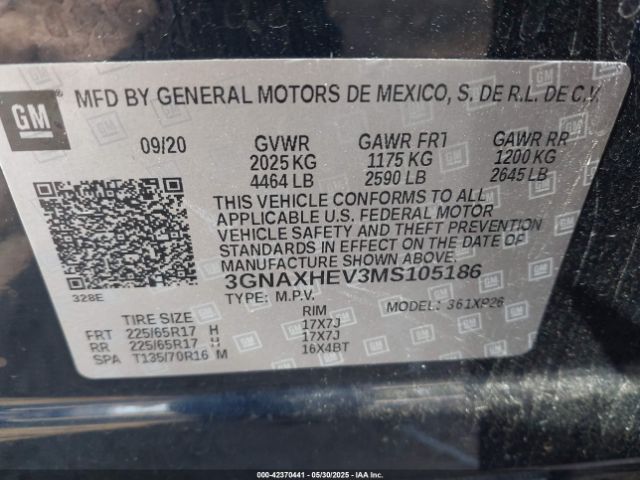 GM
MFD BY GENERAL MOTORS DE MEXICO, S. DE R.L. DE C.V.
09/20 GVWR GAWR FRT GAWR RR
2025 KG 1175 KG 1200 KG
4464 LB 2590 LB 2645 LB
THIS VEHICLE CONFORMS TO ALL
APPLICABLE U.S. FEDERAL MOTOR
VEHICLE SAFETY AND THEFT PREVENTION
STANDARDS IN EFFECT ON THE DATE OF
MANUFACTURE SHOWN ABOVE.
3GNAXHEV3MS105186
328E
TYPE: M.P.V. MODEL: 361XP26
TIRE SIZE RIM
FRT 225/65R17 H 17X7J
RR 225/65R17 H 17X7J
SPA T135/70R16 M 16X4BT
000-42370441 — 05/30/2025 — IAA Inc.